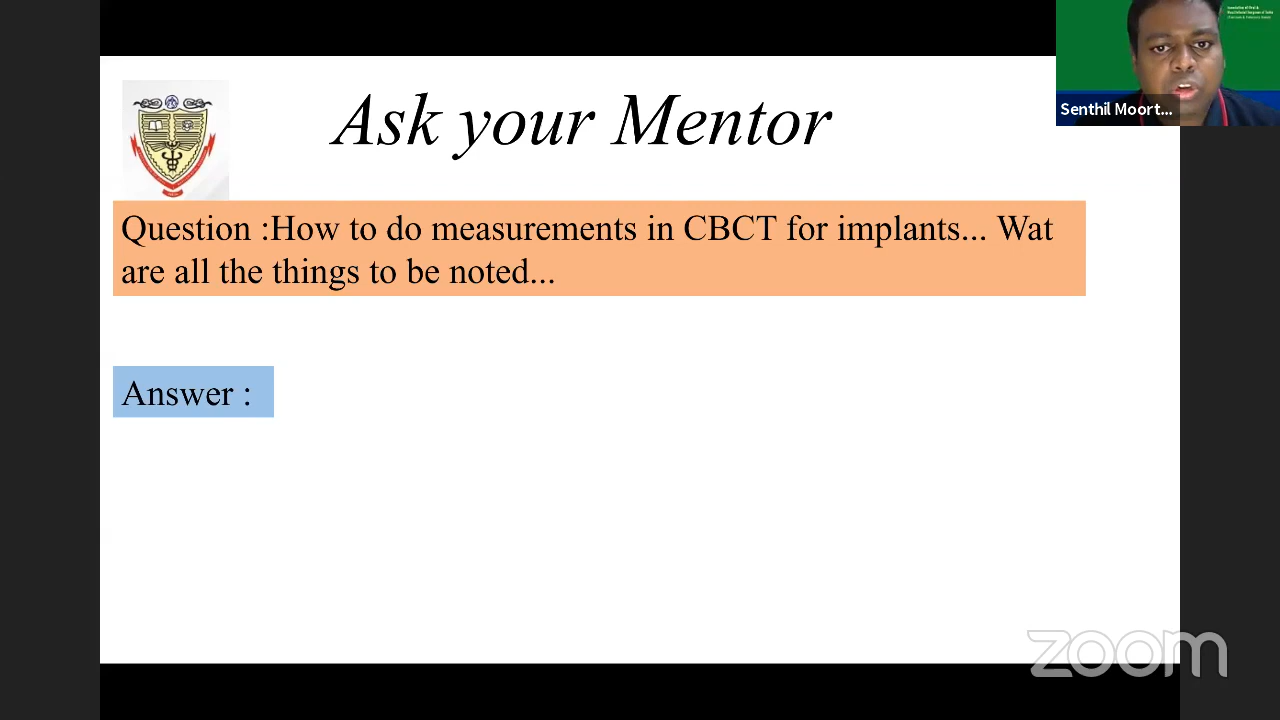 Ask your Mentor
Question :How to do measurements in CBCT for implants... Wat
are all the things to be noted...
Answer :
Senthil Moort...
zoom